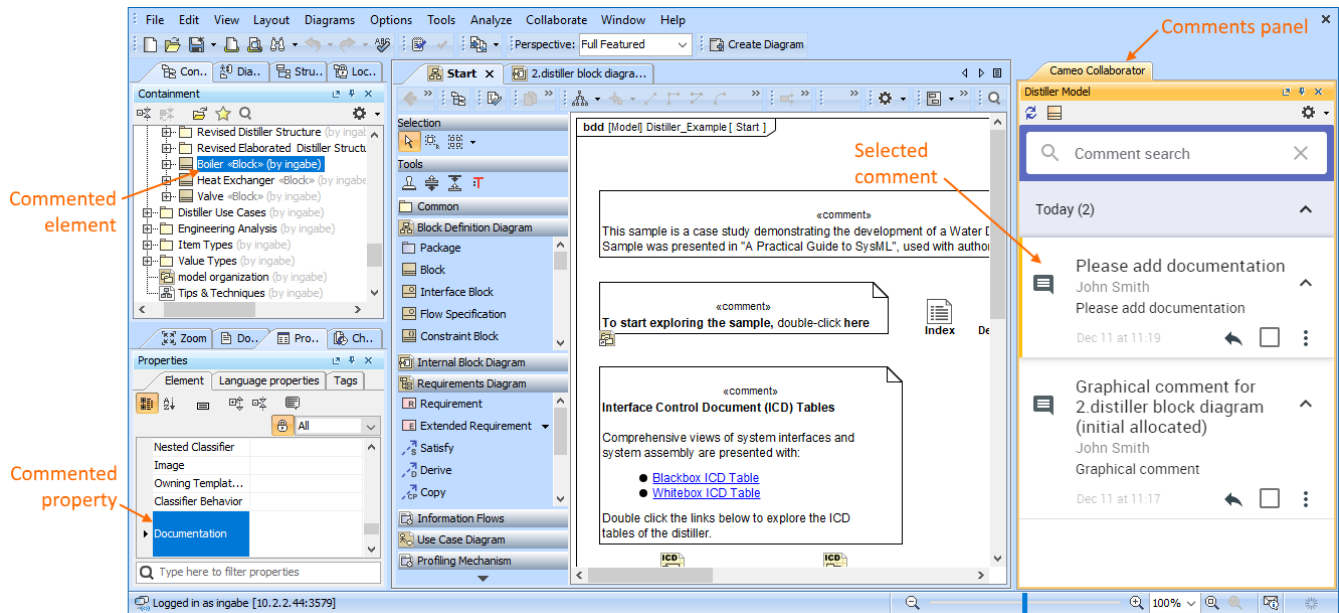 File Edit View Layout Diagrams Options Tools Analyze Collaborate Window Help
Comments panel
Perspective: Full Featured
Create Diagram
Con.. Dia.. Stru.. Loc..
Start 2.distiller block diagra...
Cameo Collaborator
Containment
Distiller Model
Revised Distiller Structure (by ingab
Revised Elaborated Distiller Struct
Boiler «Block» (by ingabe)
Heat Exchanger «Block» (by ingabe
Valve «Block» (by ingabe)
Distiller Use Cases (by ingabe)
Engineering Analysis (by ingabe)
Item Types (by ingabe)
Value Types (by ingabe)
model organization (by ingabe)
Tips & Techniques (by ingabe)
Commented
element
Zoom Do.. Pro.. Ch..
Properties
Element Language properties Tags
All
Nested Classifier
Image
Owning Templat...
Classifier Behavior
Documentation
Commented
property
Type here to filter properties
Selection
Tools
Common
Block Definition Diagram
Package
Block
Interface Block
Flow Specification
Constraint Block
Internal Block Diagram
Requirements Diagram
Requirement
Extended Requirement
Satisfy
Derive
Copy
Information Flows
Use Case Diagram
Profiling Mechanism
bdd [Model] Distiller_Example [ Start ]
«comment»
This sample is a case study demonstrating the development of a Water D
Sample was presented in "A Practical Guide to SysML", used with author
«comment»
To start exploring the sample, double-click here
Index De
«comment»
Interface Control Document (ICD) Tables
Comprehensive views of system interfaces and
system assembly are presented with:
Blackbox ICD Table
Whitebox ICD Table
Double click the links below to explore the ICD
tables of the distiller.
ICD ICD
Selected
comment
Comment search
Today (2)
Please add documentation
John Smith
Please add documentation
Dec 11 at 11:19
Graphical comment for
2.distiller block diagram
(initial allocated)
John Smith
Graphical comment
Dec 11 at 11:17
Logged in as ingabe [10.2.2.44:3579]
100%